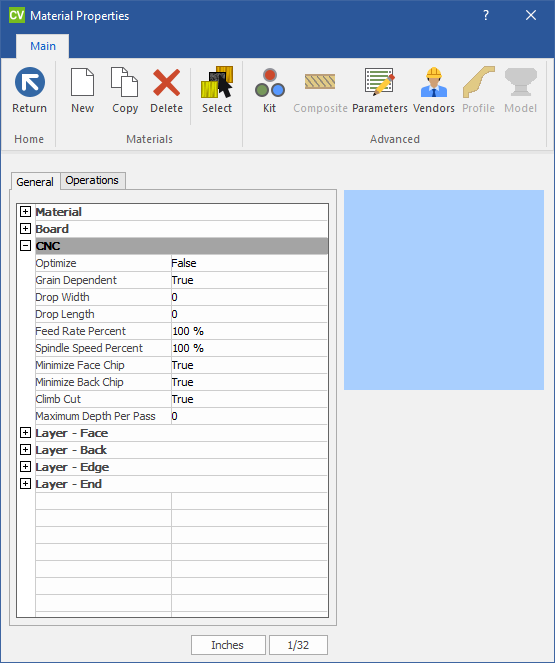 CV Material Properties ?
Main
Return New Copy Delete Select Kit Composite Parameters Vendors Profile Model
Home Materials Advanced
General Operations
Material
Board
CNC
Optimize False
Grain Dependent True
Drop Width 0
Drop Length 0
Feed Rate Percent 100 %
Spindle Speed Percent 100 %
Minimize Face Chip True
Minimize Back Chip True
Climb Cut True
Maximum Depth Per Pass 0
Layer - Face
Layer - Back
Layer - Edge
Layer - End
Inches 1/32